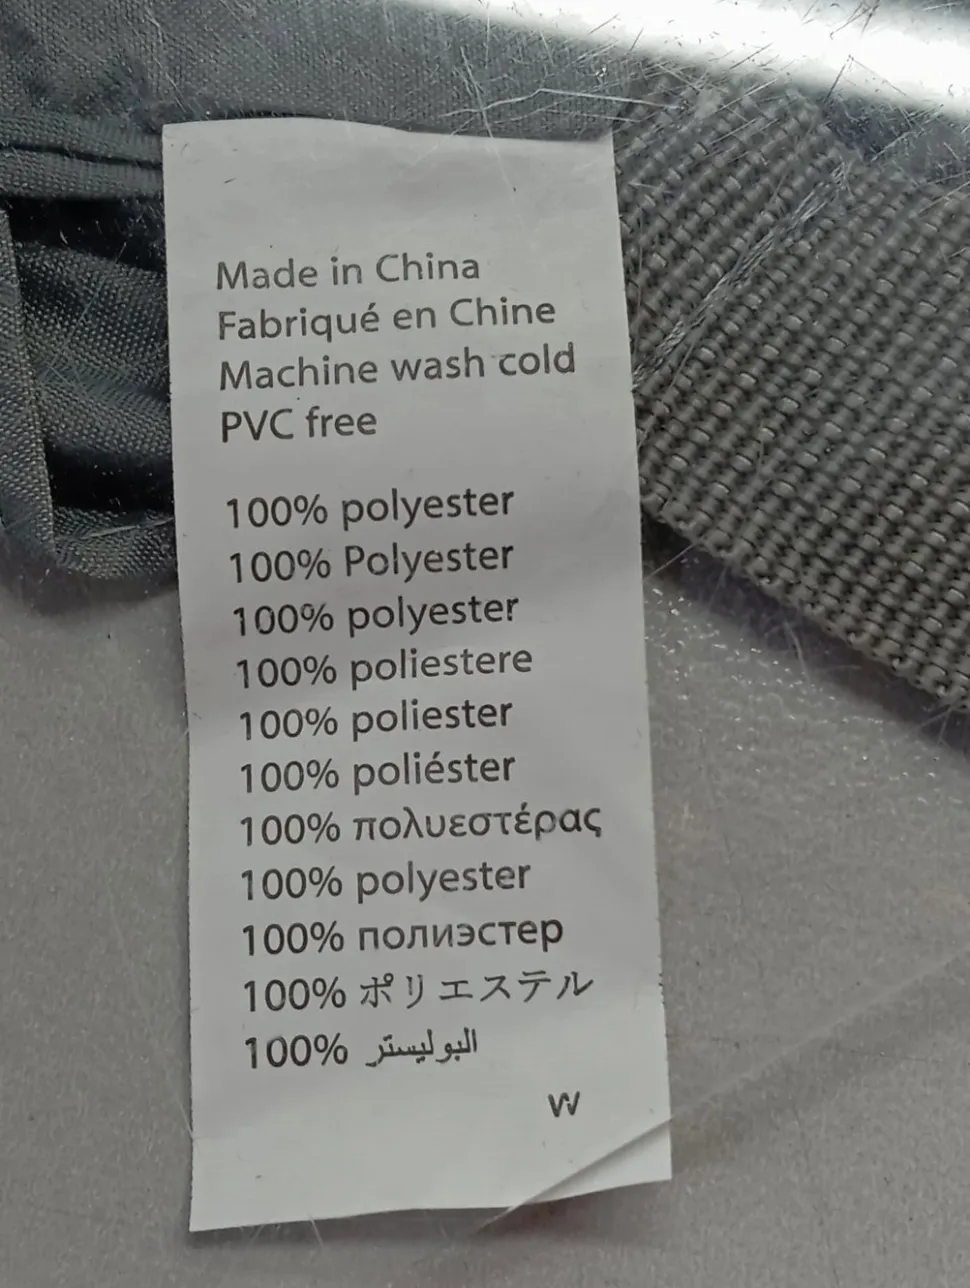 Made in China
Fabriqué en Chine
Machine wash cold
PVC free
100% polyester
100% Polyester
100% polyester
100% poliestere
100% poliester
100% poliéster
100% πολυεστέρας
100% polyester
100% полиэстер
100% ポリエステル
100% البوليستر
W